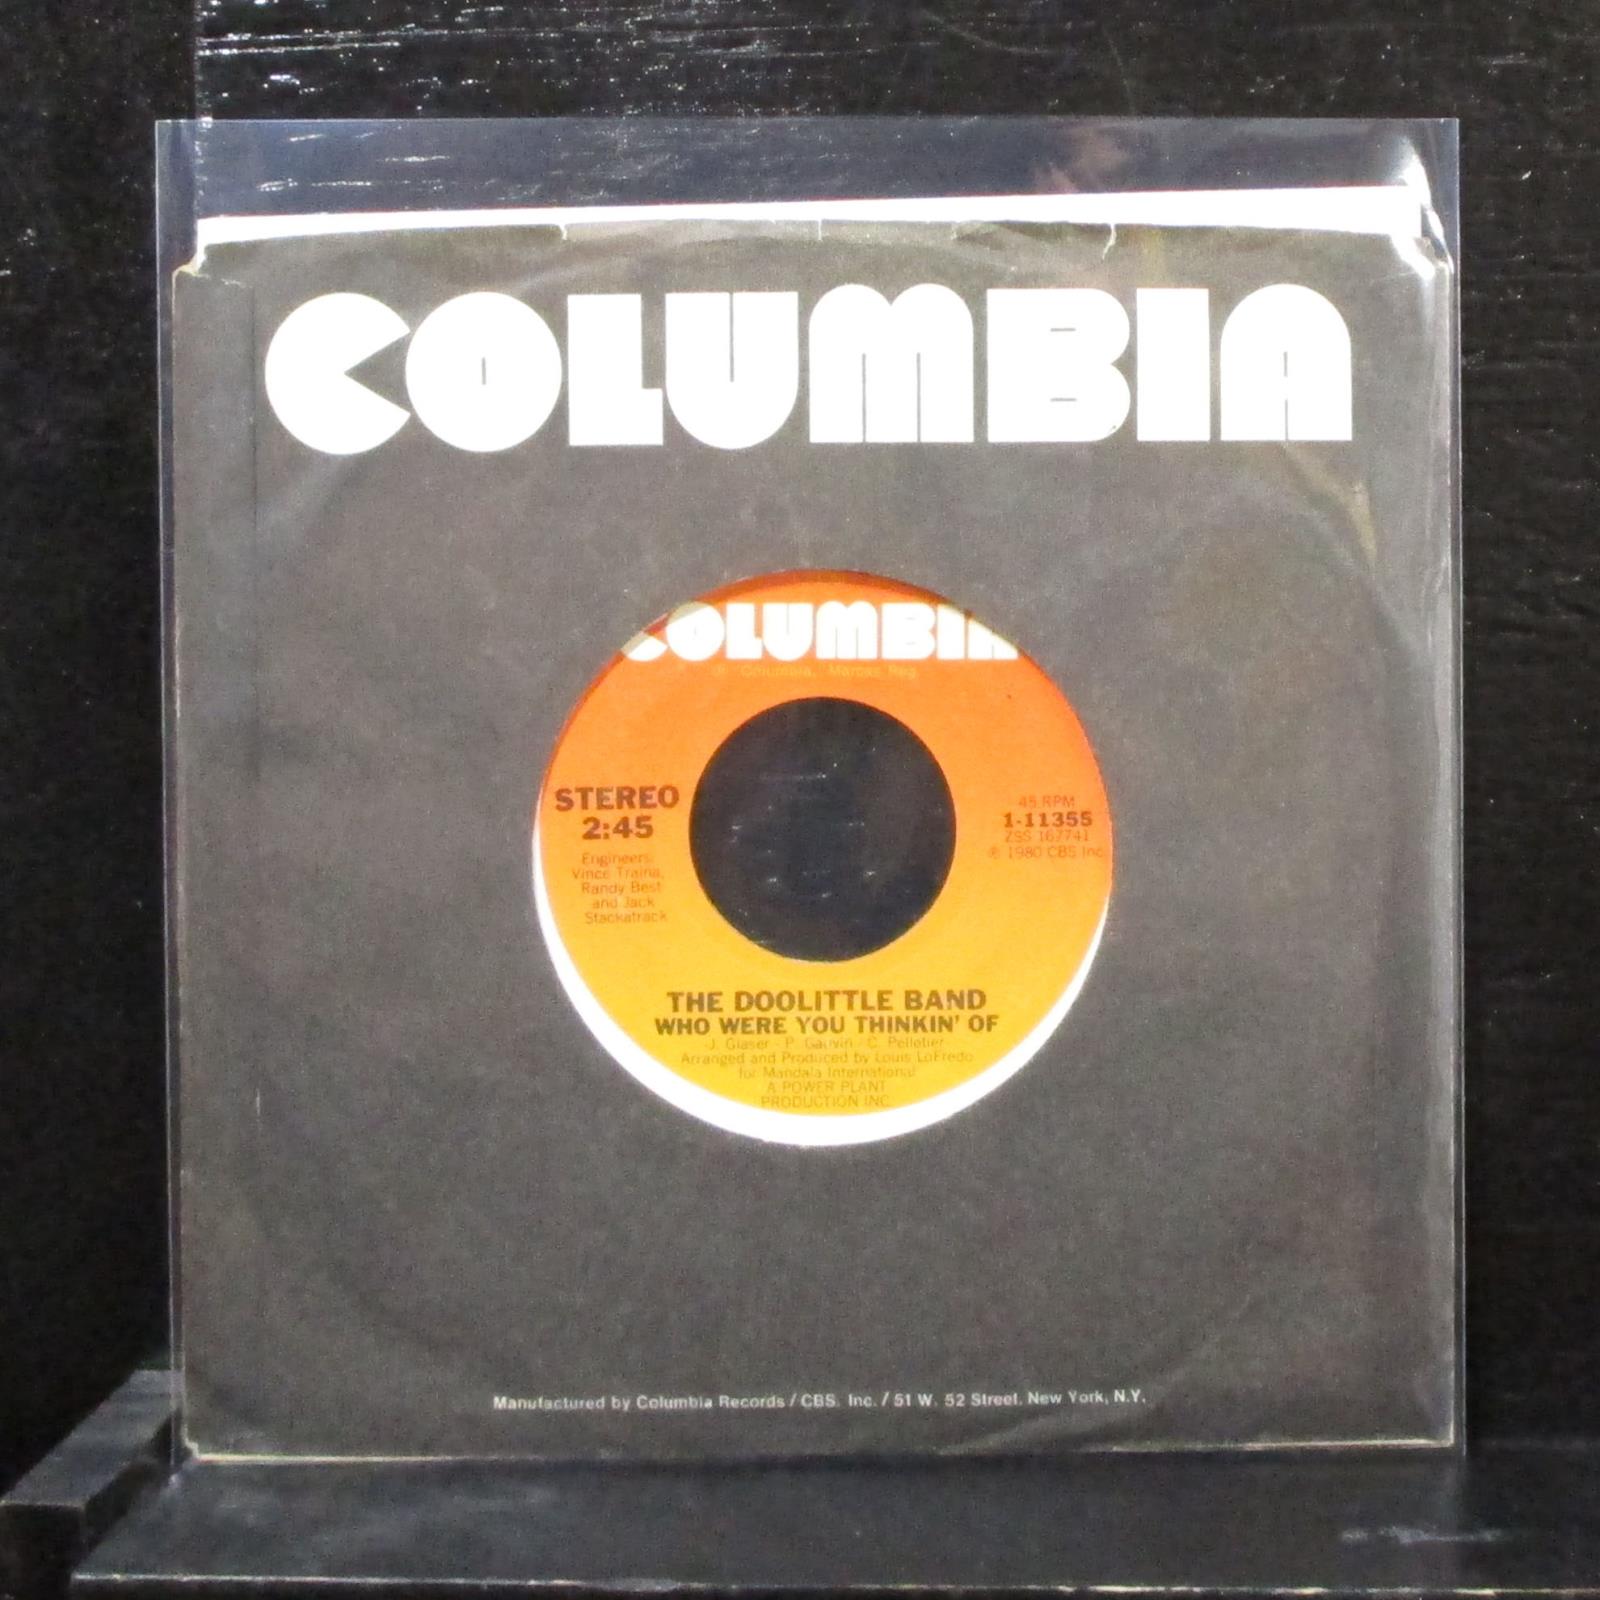 COLUMBIA
COLUMBIA
"Columbia," Marcas Reg.
STEREO
2:45
Engineers:
Vince Traina,
Randy Best
and Jack
Stackatrack
45 RPM
1-11355
ZSS 167741
℗ 1980 CBS Inc.
THE DOOLITTLE BAND
WHO WERE YOU THINKIN' OF
-J. Glaser - P. Gauvin - C. Pelletier-
Arranged and Produced by Louis LoFredo
for Mandala International
A POWER PLANT
PRODUCTION INC.
Manufactured by Columbia Records / CBS, Inc. / 51 W. 52 Street, New York, N.Y.